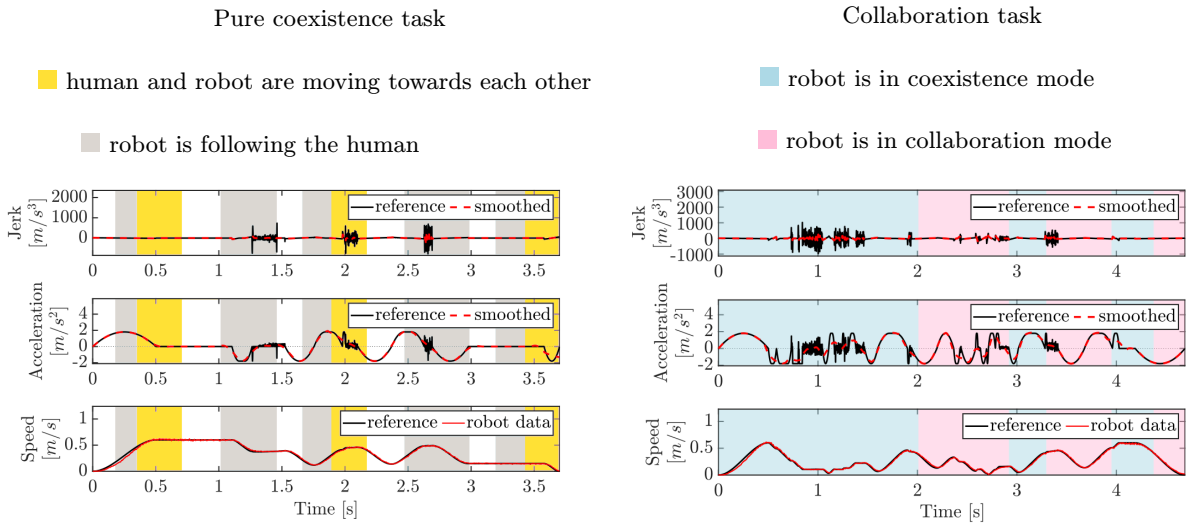 Pure coexistence task
human and robot are moving towards each other
robot is following the human
Jerk
[m/s³]
2000
1000
0
reference smoothed
0 0.5 1 1.5 2 2.5 3 3.5
Acceleration
[m/s²]
4
2
0
-2
reference smoothed
0 0.5 1 1.5 2 2.5 3 3.5
Speed
[m/s]
1
0.5
0
reference robot data
0 0.5 1 1.5 2 2.5 3 3.5
Time [s]
Collaboration task
robot is in coexistence mode
robot is in collaboration mode
Jerk
[m/s³]
3000
2000
1000
0
-1000
reference smoothed
0 1 2 3 4
Acceleration
[m/s²]
4
2
0
reference smoothed
0 1 2 3 4
Speed
[m/s]
1
0.5
0
reference robot data
0 1 2 3 4
Time [s]